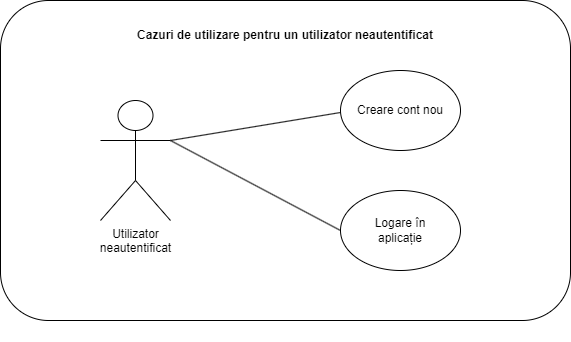 Cazuri de utilizare pentru un utilizator neautentificat
Creare cont nou
Logare în
aplicație
Utilizator
neautentificat